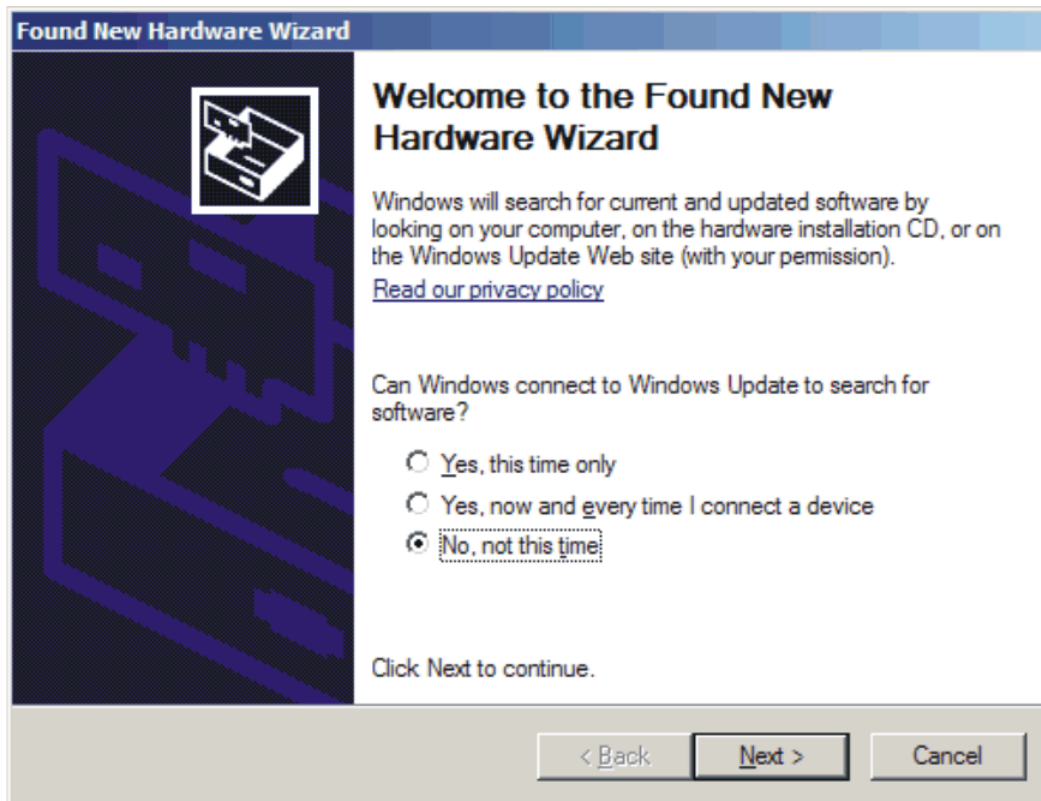 Found New Hardware Wizard
Welcome to the Found New
Hardware Wizard
Windows will search for current and updated software by
looking on your computer, on the hardware installation CD, or on
the Windows Update Web site (with your permission).
Read our privacy policy
Can Windows connect to Windows Update to search for
software?
Yes, this time only
Yes, now and every time I connect a device
No, not this time
Click Next to continue.
< Back Next > Cancel